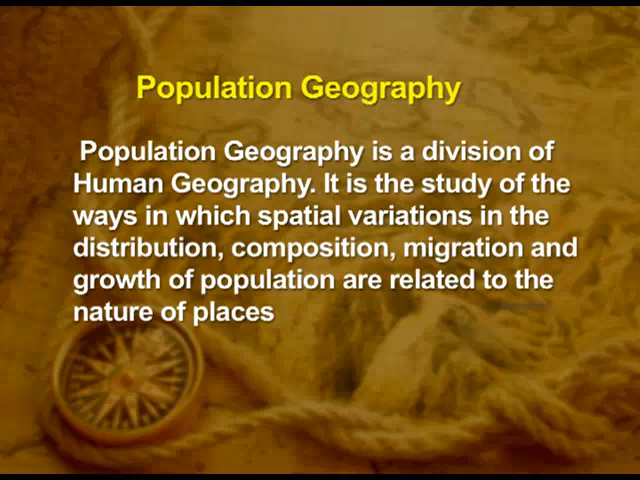 Population Geography
Population Geography is a division of
Human Geography. It is the study of the
ways in which spatial variations in the
distribution, composition, migration and
growth of population are related to the
nature of places